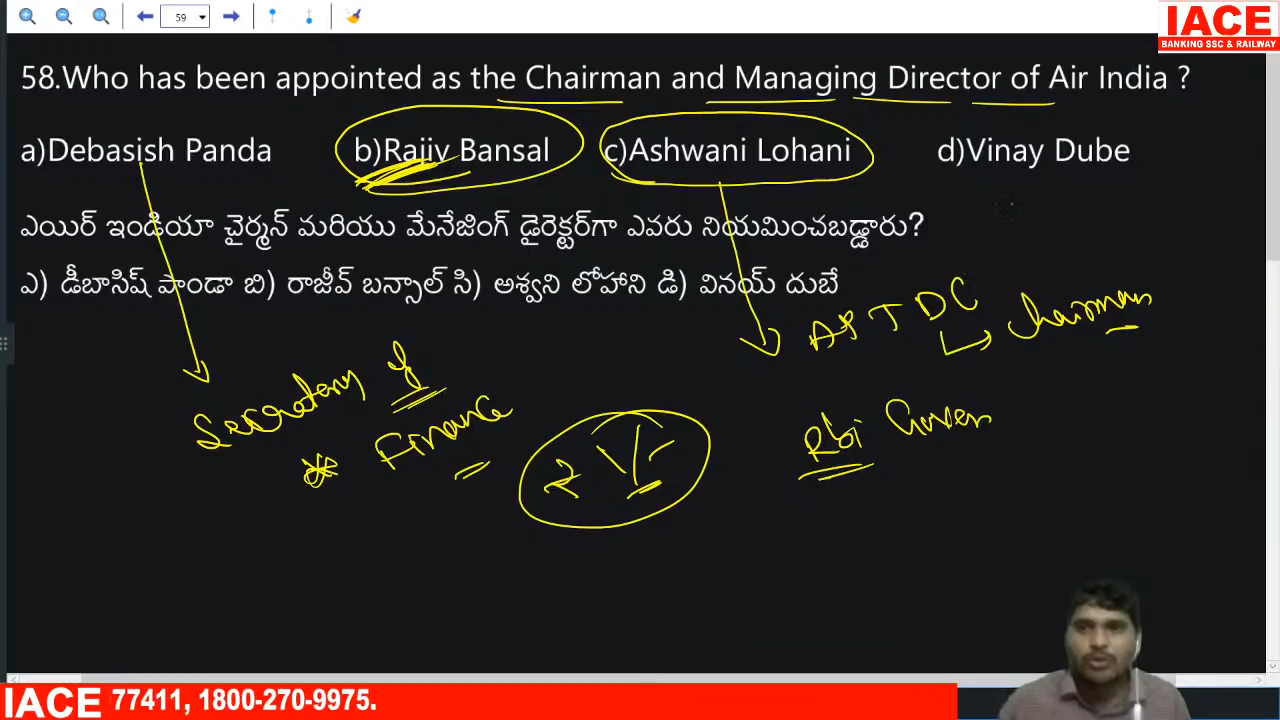 59
IACE
BANKING SSC & RAILWAY
58.Who has been appointed as the Chairman and Managing Director of Air India ?
a)Debasish Panda b)Rajiv Bansal c)Ashwani Lohani d)Vinay Dube
ఎయిర్ ఇండియా ఛైర్మన్ మరియు మేనేజింగ్ డైరెక్టర్‌గా ఎవరు నియమించబడ్డారు?
ఎ) డీబాసిష్ పాండా బి) రాజీవ్ బన్సాల్ సి) అశ్వని లోహాని డి) వినయ్ దుబే
APTDC
Chairman
Secretary of
Finance
₹ 1/-
Rbi Govern
IACE 77411, 1800-270-9975.